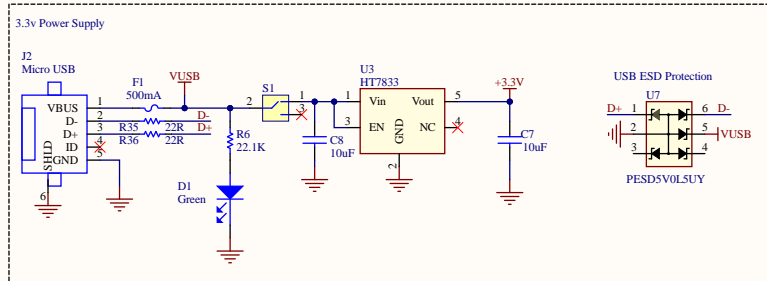 3.3v Power Supply
J2
Micro USB
VBUS
D-
D+
ID
GND
SHLD
1
2
3
4
5
6
F1
500mA
VUSB
R35
22R
D-
R36
22R
D+
R6
22.1K
D1
Green
2
S1
1
3
C8
10uF
U3
HT7833
1
Vin
Vout
5
3
EN
NC
4
GND
2
+3.3V
C7
10uF
USB ESD Protection
U7
D+
1
6
D-
2
5
VUSB
3
4
PESD5V0L5UY